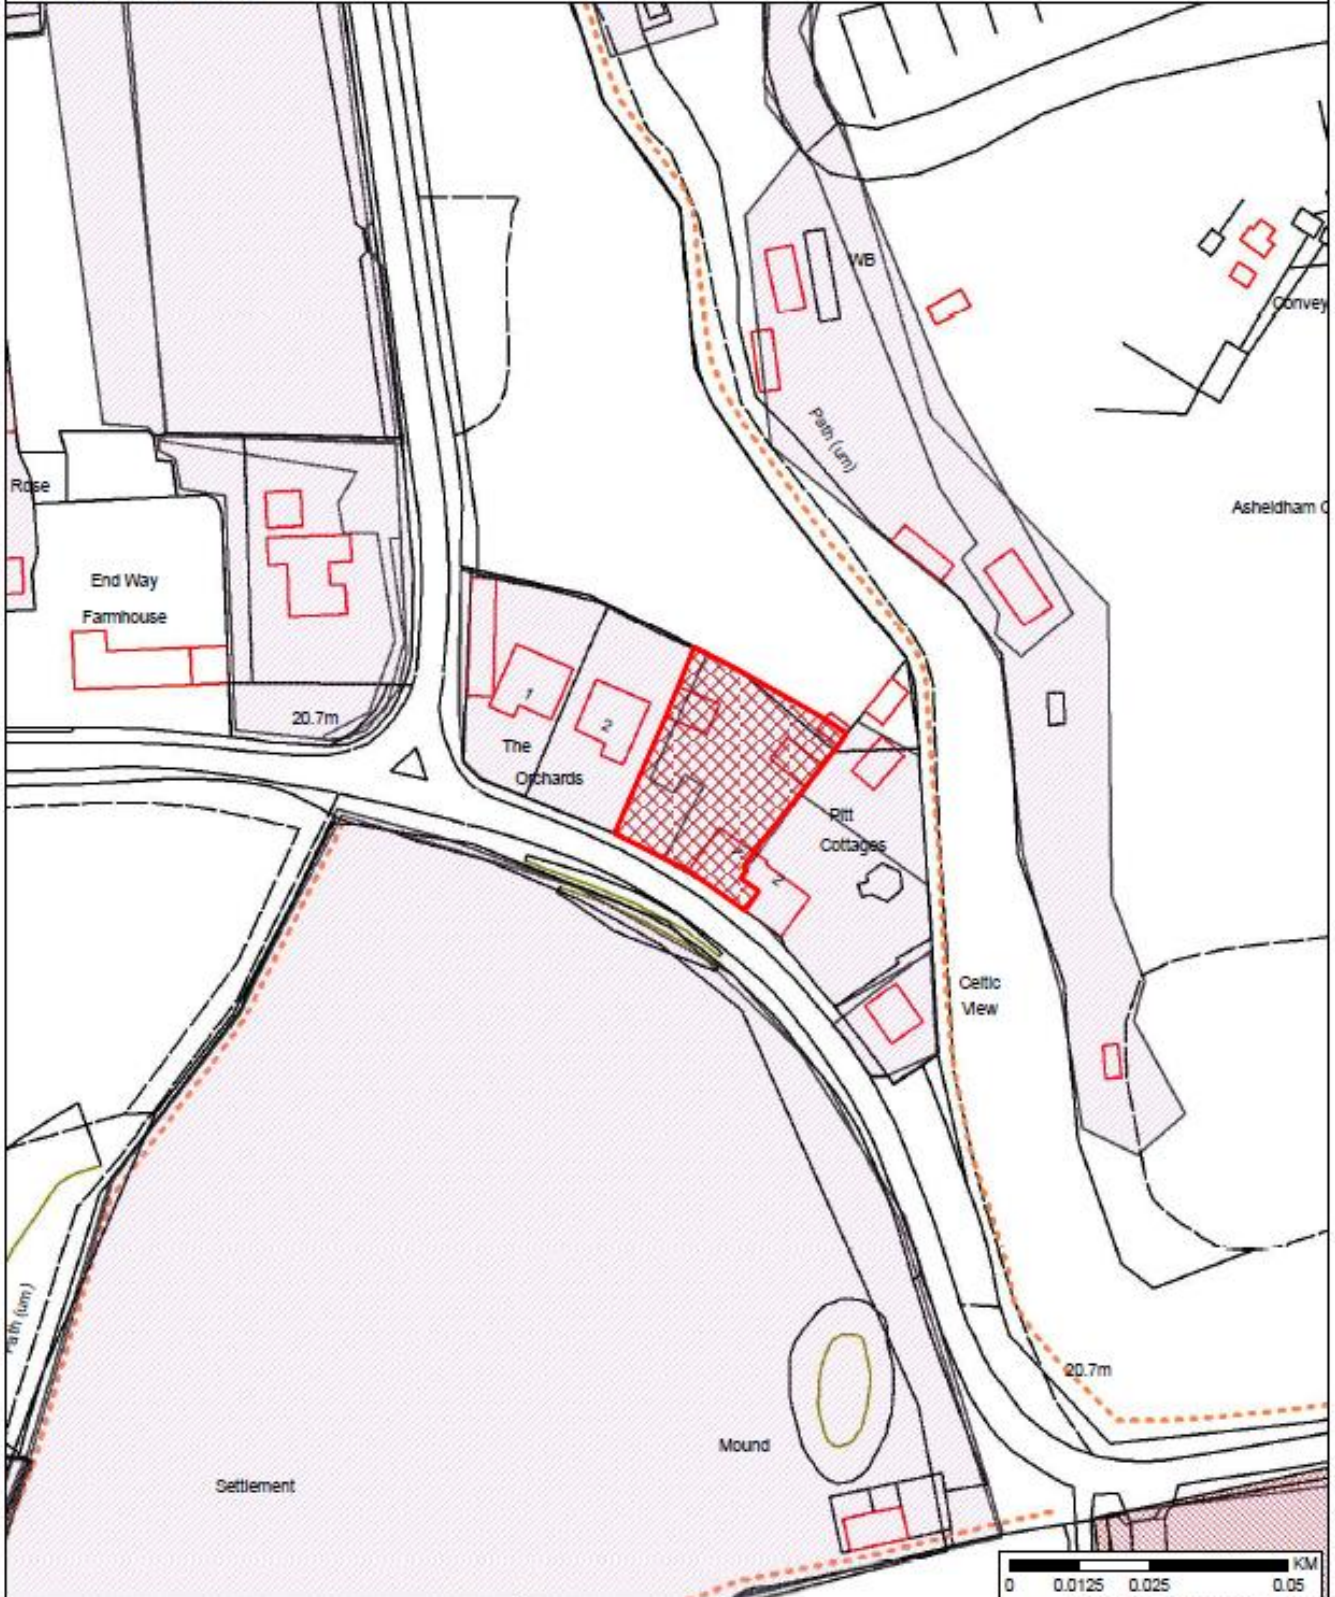 WB
Convey
Path (um)
Rose
Asheldham
End Way
Farmhouse
1
2
20.7m
The
Orchards
Pitt
Cottages
2
Celtic
View
Path (um)
20.7m
Mound
Settlement
KM
0 0.0125 0.025 0.05